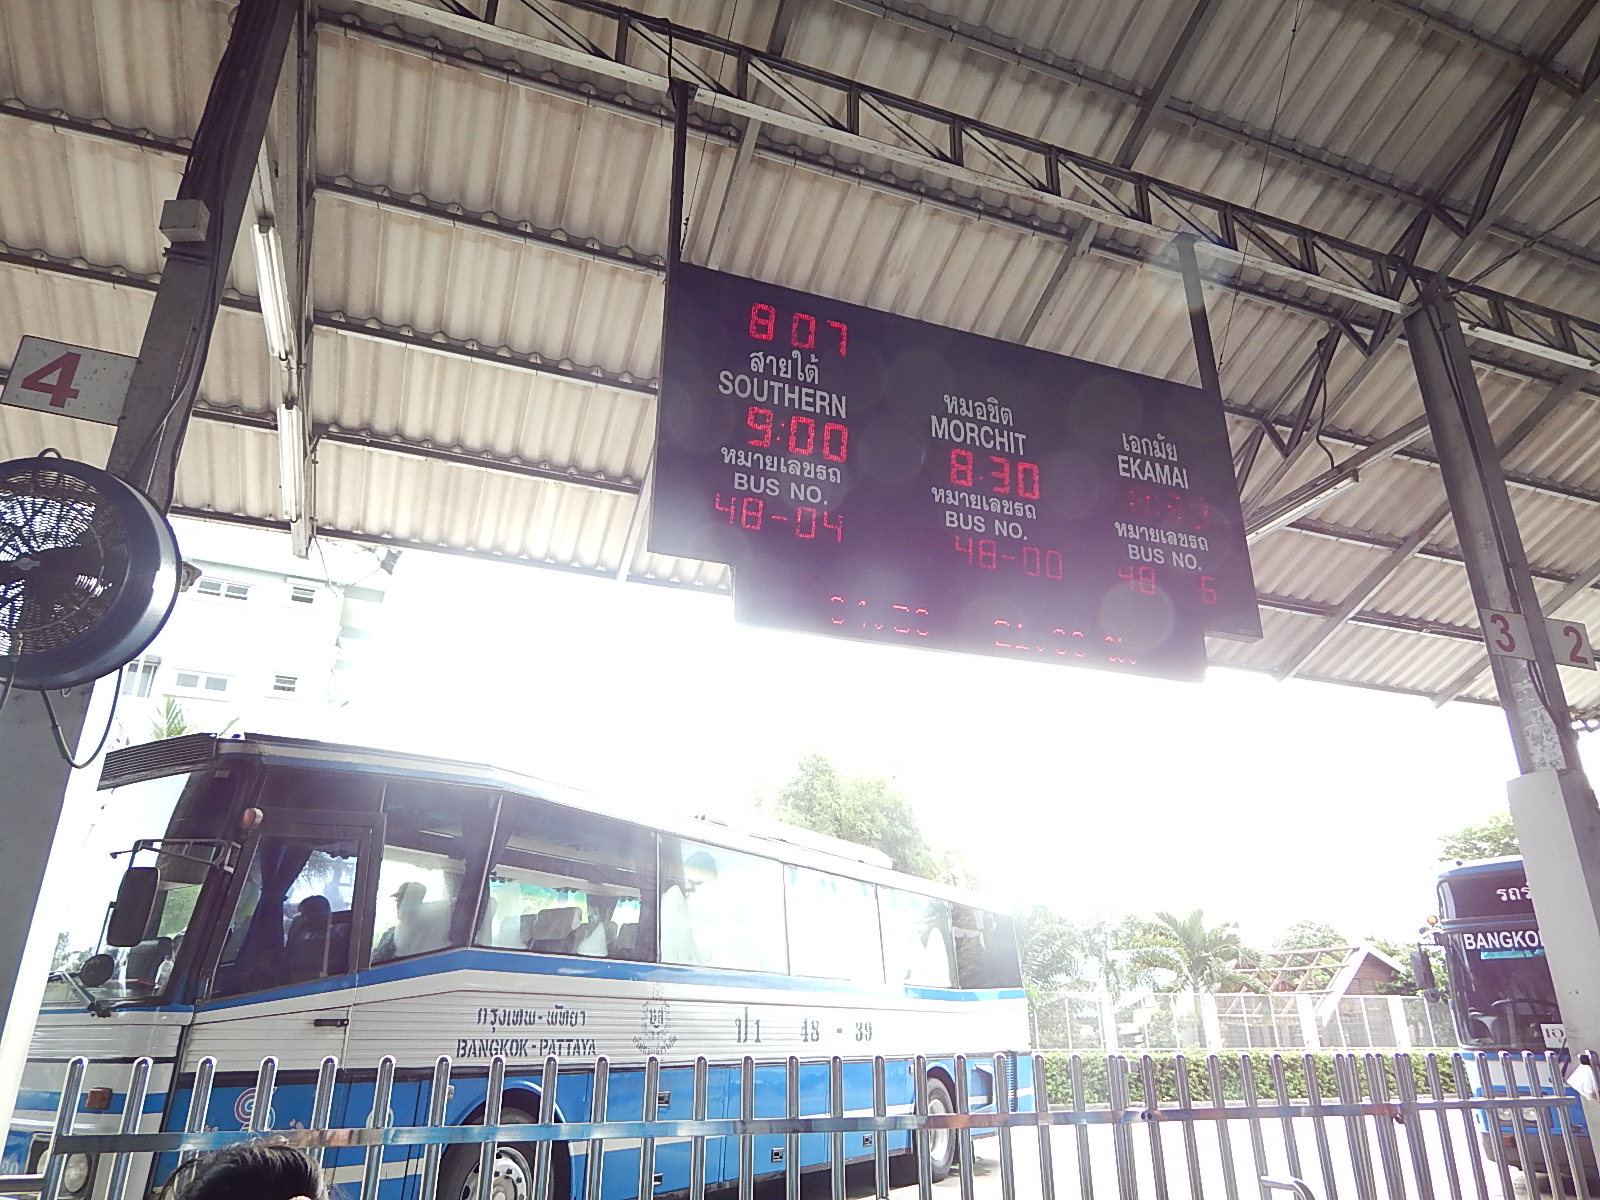 4
8 07
สายใต้
SOUTHERN
9:00
หมายเลขรถ
BUS NO.
48-04
หมอชิต
MORCHIT
8:30
หมายเลขรถ
BUS NO.
48-00
เอกมัย
EKAMAI
หมายเลขรถ
BUS NO.
48 6
3
2
กรุงเทพ-พัทยา
BANGKOK-PATTAYA
ป1 48 - 39